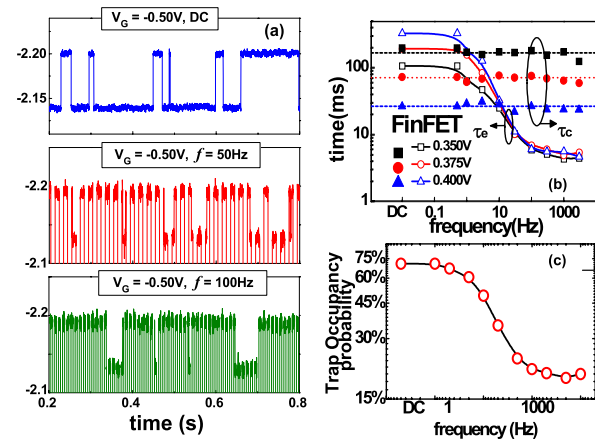 V_G = -0.50V, DC
(a)
-2.20
-2.15
V_G = -0.50V, f = 50Hz
-2.2
-2.1
V_G = -0.50V, f = 100Hz
-2.2
-2.1
0.2 0.4 0.6 0.8
time (s)
time(ms)
100
10
1
τ_e
τ_c
FinFET
0.350V
0.375V
0.400V
(b)
DC 0.1 10 1000
frequency(Hz)
(c)
Trap Occupancy
probability
75%
60%
45%
30%
15%
DC 1 1000
frequency (Hz)